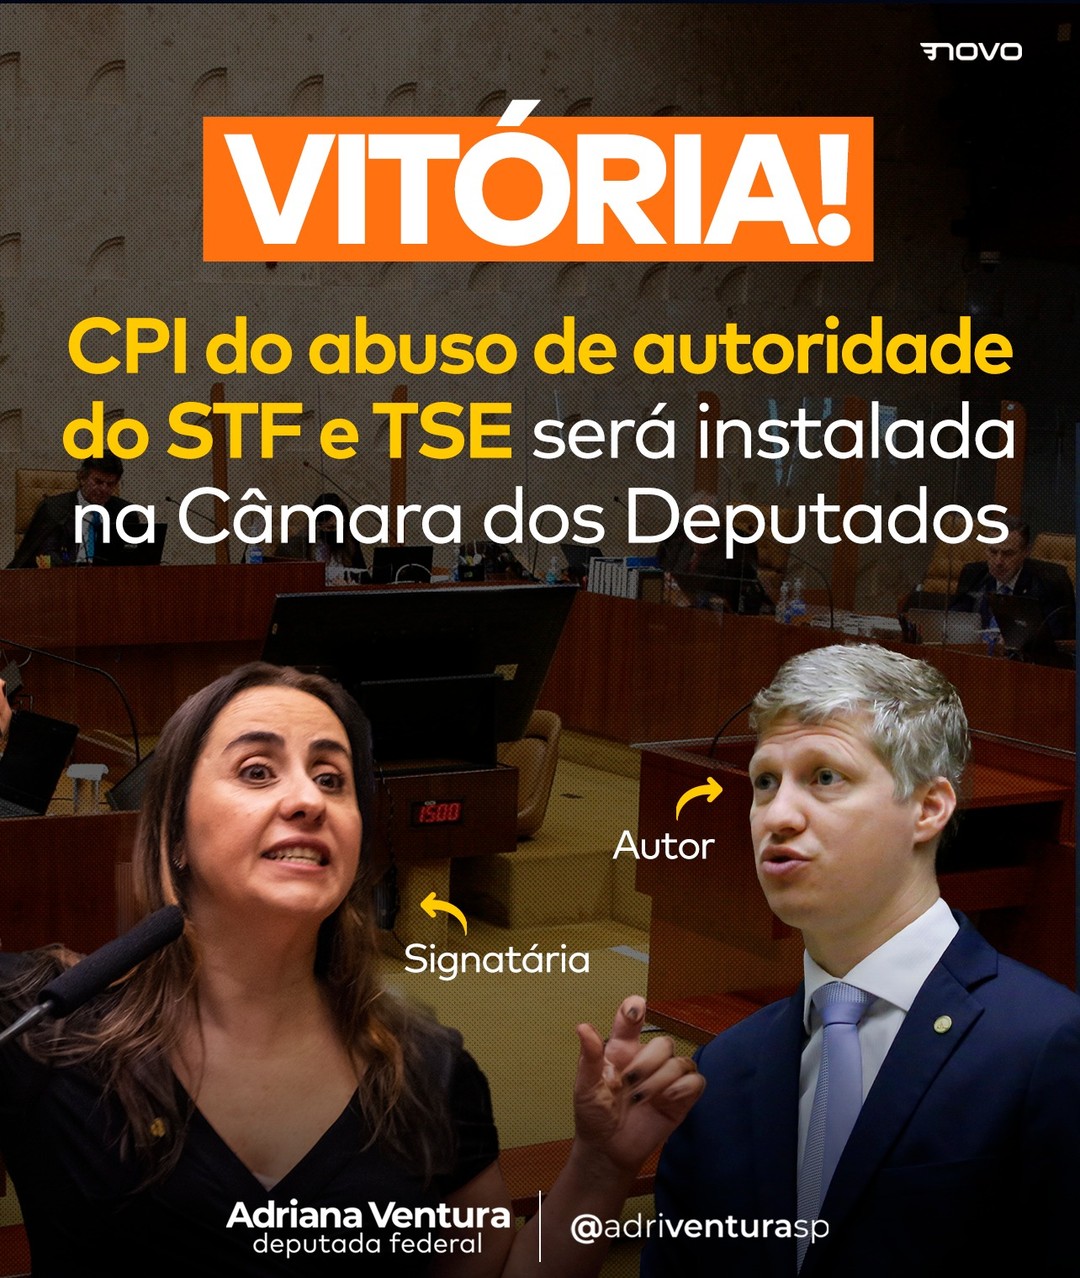 NOVO
VITÓRIA!
CPI do abuso de autoridade
do STF e TSE será instalada
na Câmara dos Deputados
1500
Autor
Signatária
Adriana Ventura
deputada federal
@adriventurasp